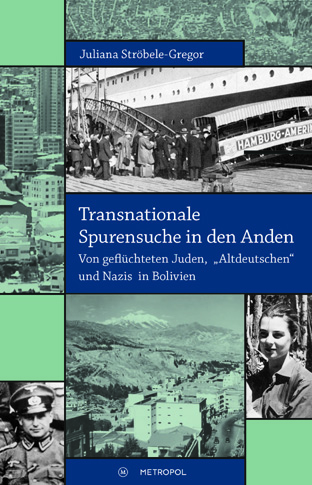 Juliana Ströbele-Gregor
HAMBURG-AMERI
Transnationale
Spurensuche in den Anden
Von geflüchteten Juden, „Altdeutschen“
und Nazis in Bolivien
M
METROPOL